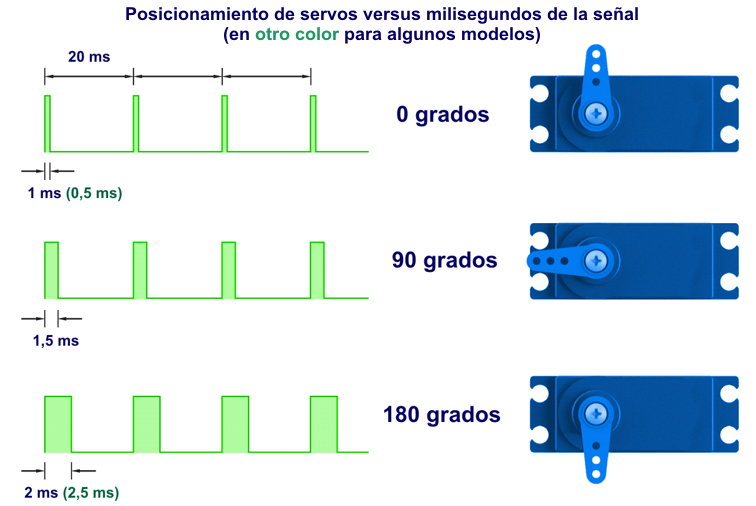 Posicionamiento de servos versus milisegundos de la señal
(en otro color para algunos modelos)
20 ms
0 grados
1 ms (0,5 ms)
90 grados
1,5 ms
180 grados
2 ms (2,5 ms)